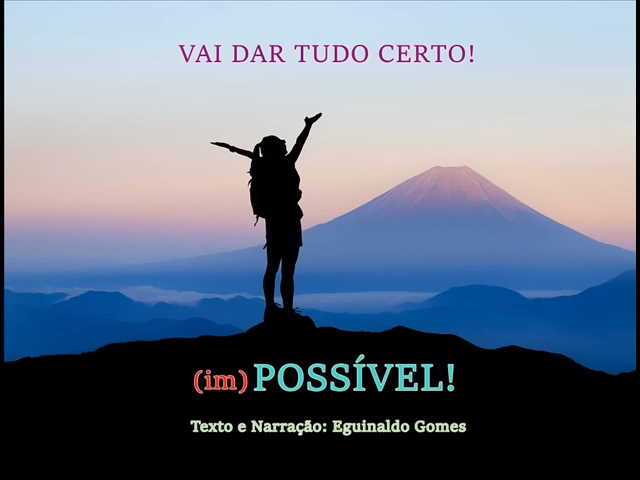 VAI DAR TUDO CERTO!
(im) POSSÍVEL!
Texto e Narração: Eguinaldo Gomes